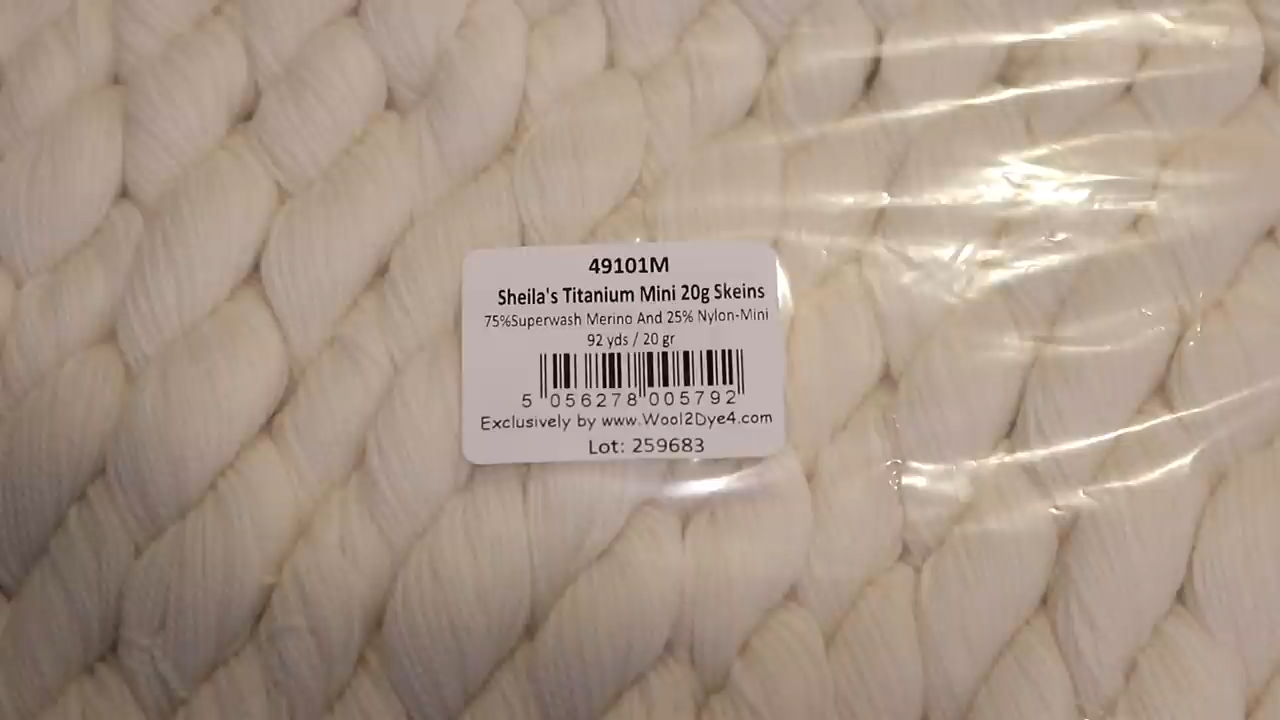 49101M
Sheila's Titanium Mini 20g Skeins
75%Superwash Merino And 25% Nylon-Mini
92 yds / 20 gr
5 056278 005792
Exclusively by www.Wool2Dye4.com
Lot: 259683